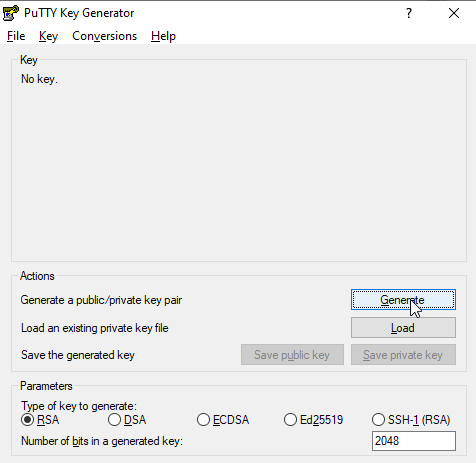 PuTTY Key Generator ? ×
File Key Conversions Help
Key
No key.
Actions
Generate a public/private key pair Generate
Load an existing private key file Load
Save the generated key Save public key Save private key
Parameters
Type of key to generate:
RSA DSA ECDSA Ed25519 SSH-1 (RSA)
Number of bits in a generated key: 2048